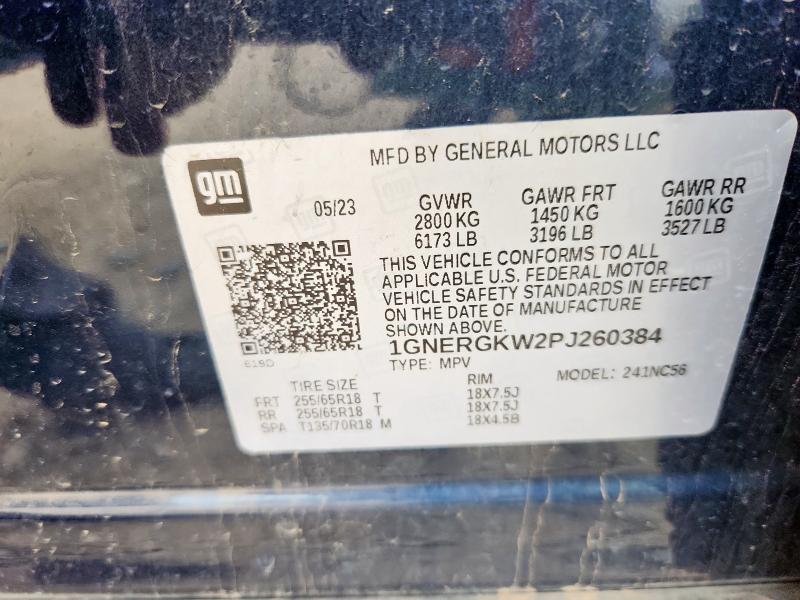 MFD BY GENERAL MOTORS LLC
gm
05/23 GVWR GAWR FRT GAWR RR
2800 KG 1450 KG 1600 KG
6173 LB 3196 LB 3527 LB
THIS VEHICLE CONFORMS TO ALL
APPLICABLE U.S. FEDERAL MOTOR
VEHICLE SAFETY STANDARDS IN EFFECT
ON THE DATE OF MANUFACTURE
SHOWN ABOVE.
1GNERGKW2PJ260384
619D TYPE: MPV MODEL: 241NC56
TIRE SIZE RIM
FRT 255/65R18 T 18X7.5J
RR 255/65R18 T 18X7.5J
SPA T135/70R18 M 18X4.5B